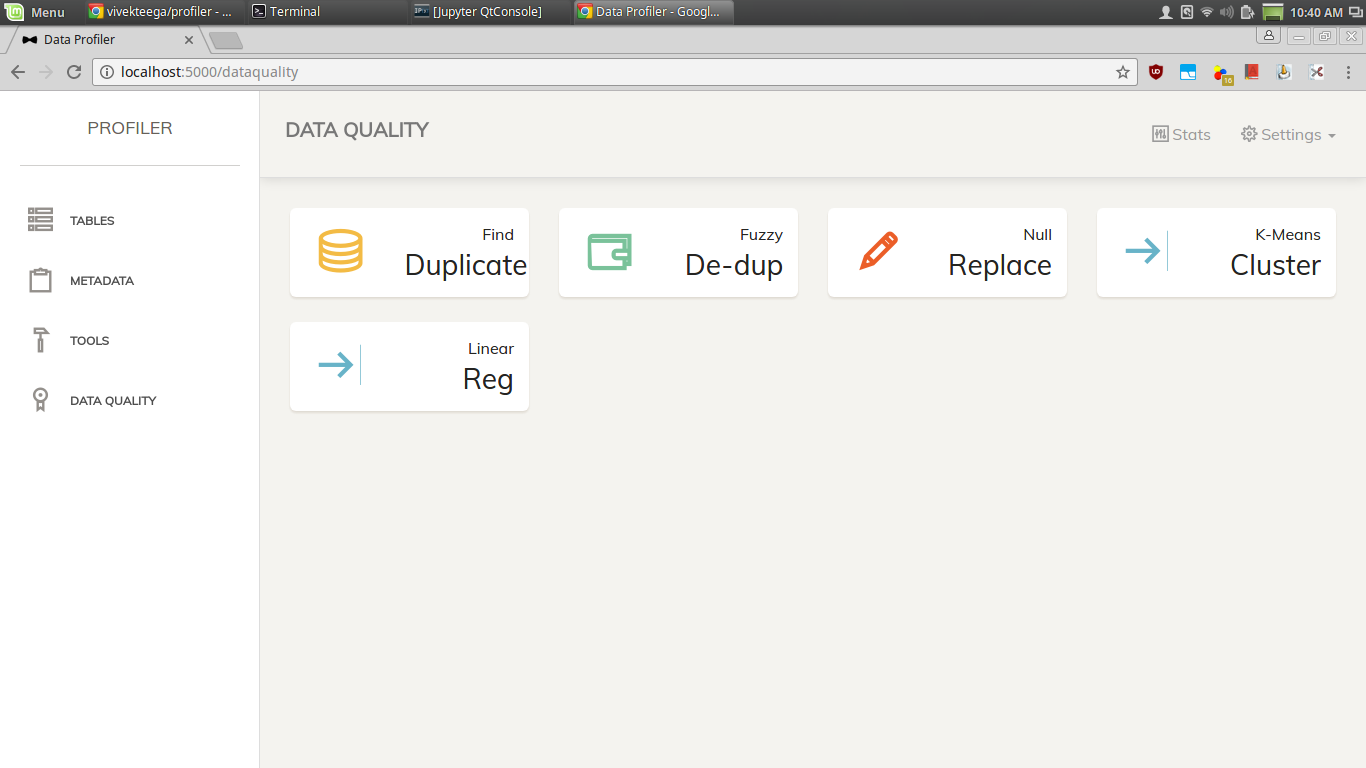 Menu
vivekteega/profiler - ...
Terminal
[Jupyter QtConsole]
Data Profiler - Googl...
10:40 AM
Data Profiler
localhost:5000/dataquality
UD
16
PROFILER
DATA QUALITY
Stats
Settings
TABLES
METADATA
TOOLS
DATA QUALITY
Find
Duplicate
Fuzzy
De-dup
Null
Replace
K-Means
Cluster
Linear
Reg